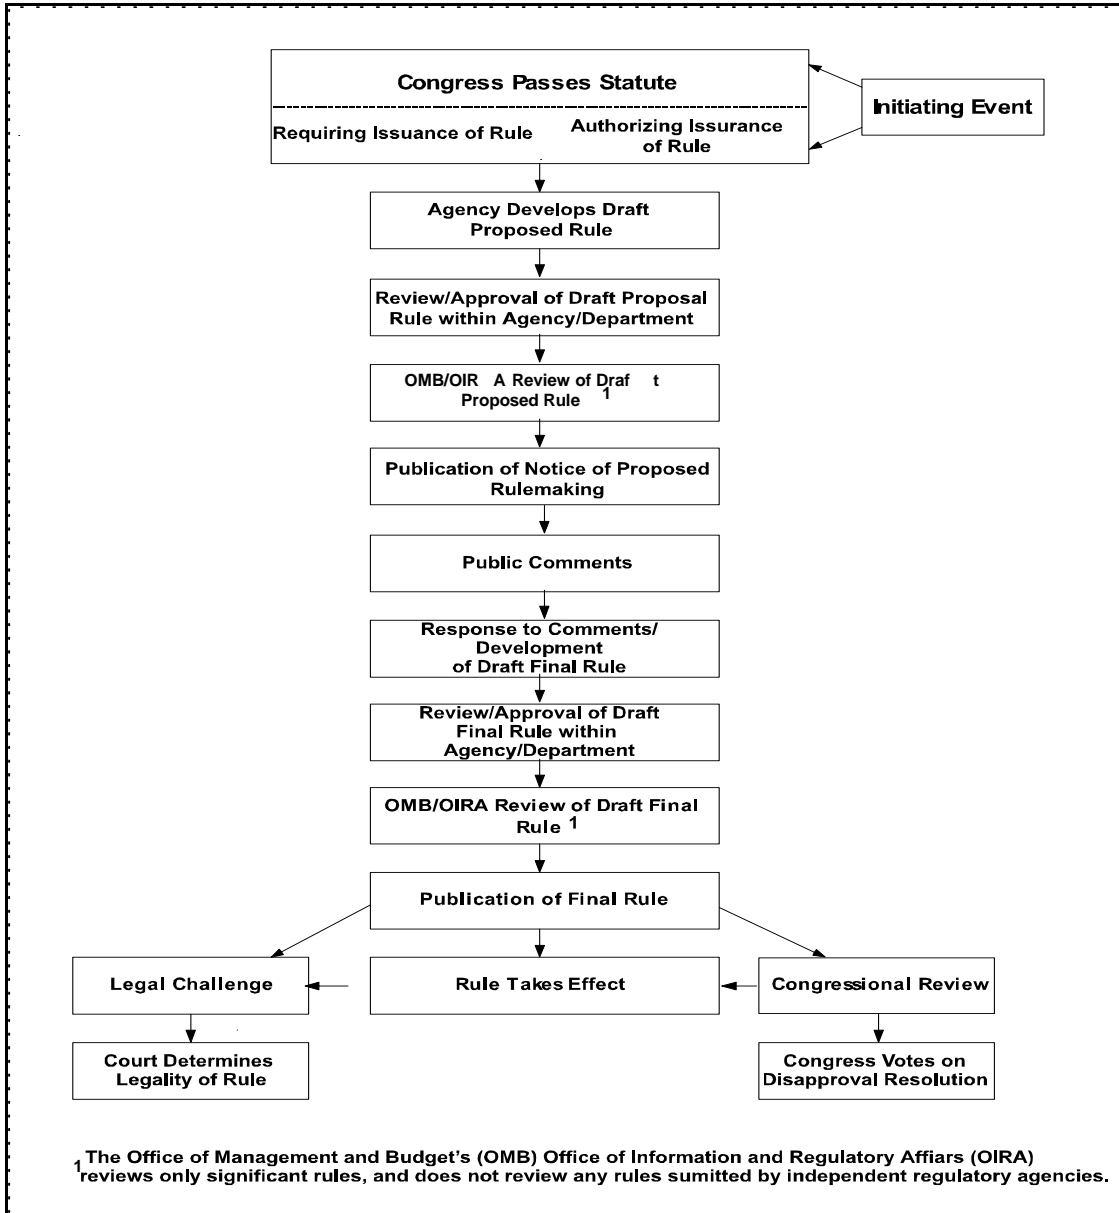 Congress Passes Statute
Initiating Event
Requiring Issuance of Rule
Authorizing Issurance
of Rule
Agency Develops Draft
Proposed Rule
Review/Approval of Draft Proposal
Rule within Agency/Department
OMB/OIR A Review of Draf t
Proposed Rule 1
Publication of Notice of Proposed
Rulemaking
Public Comments
Response to Comments/
Development
of Draft Final Rule
Review/Approval of Draft
Final Rule within
Agency/Department
OMB/OIRA Review of Draft Final
Rule 1
Publication of Final Rule
Legal Challenge
Rule Takes Effect
Congressional Review
Court Determines
Legality of Rule
Congress Votes on
Disapproval Resolution
1 The Office of Management and Budget's (OMB) Office of Information and Regulatory Affiars (OIRA)
reviews only significant rules, and does not review any rules sumitted by independent regulatory agencies.